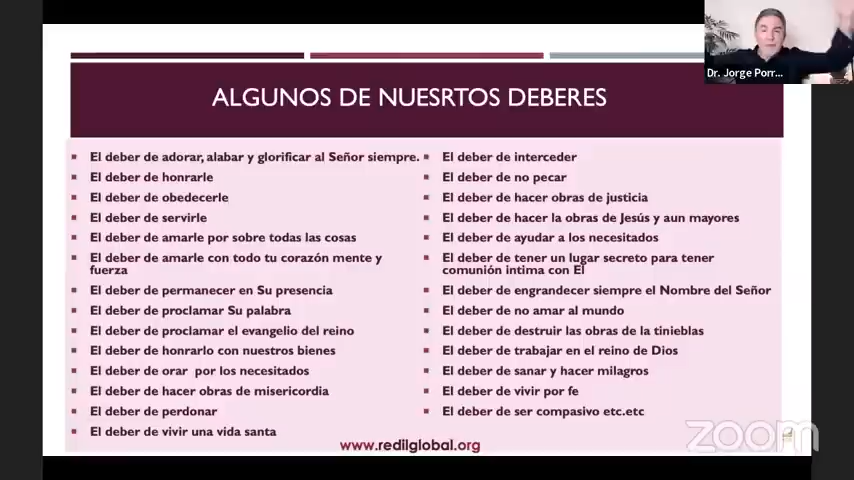 Dr. Jorge Porr...
ALGUNOS DE NUESRTOS DEBERES
El deber de adorar, alabar y glorificar al Señor siempre.
El deber de honrarle
El deber de obedecerle
El deber de servirle
El deber de amarle por sobre todas las cosas
El deber de amarle con todo tu corazón mente y
fuerza
El deber de permanecer en Su presencia
El deber de proclamar Su palabra
El deber de proclamar el evangelio del reino
El deber de honrarlo con nuestros bienes
El deber de orar por los necesitados
El deber de hacer obras de misericordia
El deber de perdonar
El deber de vivir una vida santa
El deber de interceder
El deber de no pecar
El deber de hacer obras de justicia
El deber de hacer la obras de Jesús y aun mayores
El deber de ayudar a los necesitados
El deber de tener un lugar secreto para tener
comunión intima con El
El deber de engrandecer siempre el Nombre del Señor
El deber de no amar al mundo
El deber de destruir las obras de la tinieblas
El deber de trabajar en el reino de Dios
El deber de sanar y hacer milagros
El deber de vivir por fe
El deber de ser compasivo etc.etc
www.redilglobal.org
zoom